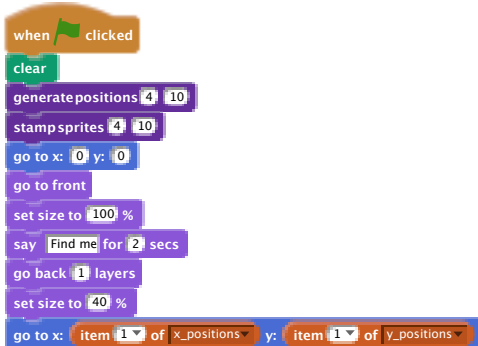 when clicked
clear
generate positions 4 10
stamp sprites 4 10
go to x: 0 y: 0
go to front
set size to 100 %
say Find me for 2 secs
go back 1 layers
set size to 40 %
go to x: item 1 of x_positions y: item 1 of y_positions